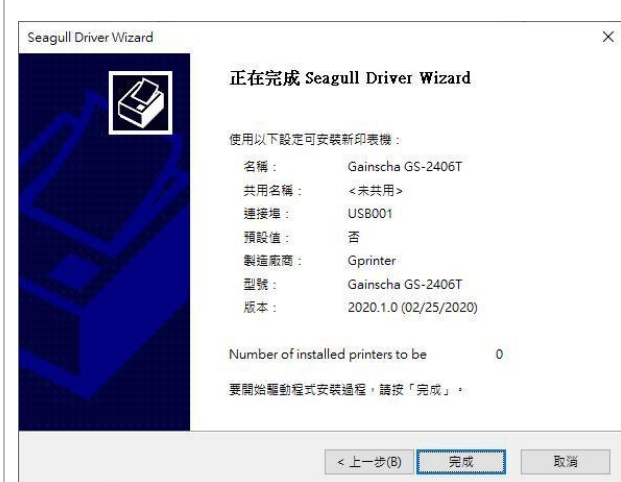 Seagull Driver Wizard
正在完成 Seagull Driver Wizard
使用以下設定可安裝新印表機：
名稱： Gainscha GS-2406T
共用名稱： <未共用>
連接埠： USB001
預設值： 否
製造廠商： Gprinter
型號： Gainscha GS-2406T
版本： 2020.1.0 (02/25/2020)
Number of installed printers to be 0
要開始驅動程式安裝過程，請按「完成」。
< 上一步(B) 完成 取消